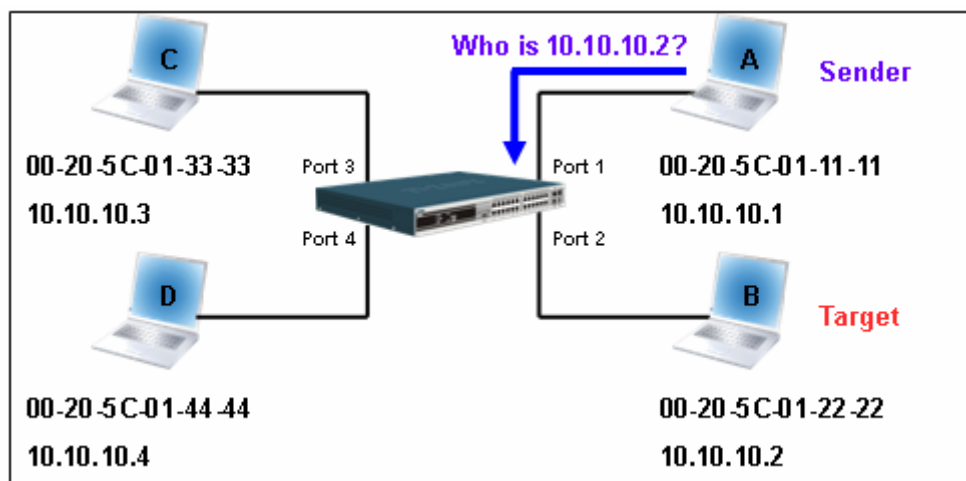 Who is 10.10.10.2?
C
A
Sender
00-20-5C-01-33-33
Port 3
Port 1
00-20-5C-01-11-11
10.10.10.3
10.10.10.1
Port 4
Port 2
D
B
Target
00-20-5C-01-44-44
00-20-5C-01-22-22
10.10.10.4
10.10.10.2